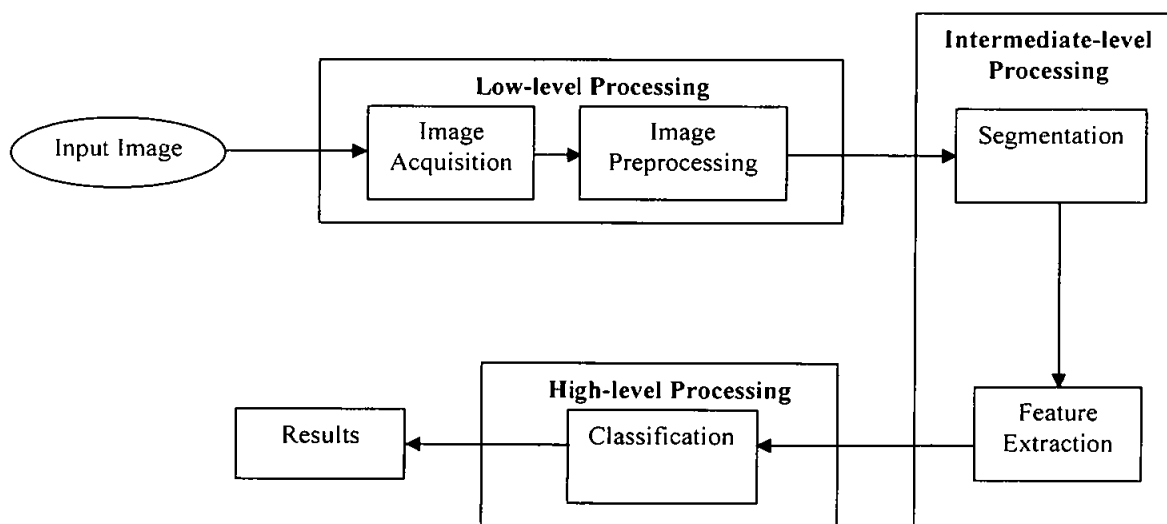 Intermediate-level
Processing
Low-level Processing
Input Image
Image
Acquisition
Image
Preprocessing
Segmentation
High-level Processing
Results
Classification
Feature
Extraction